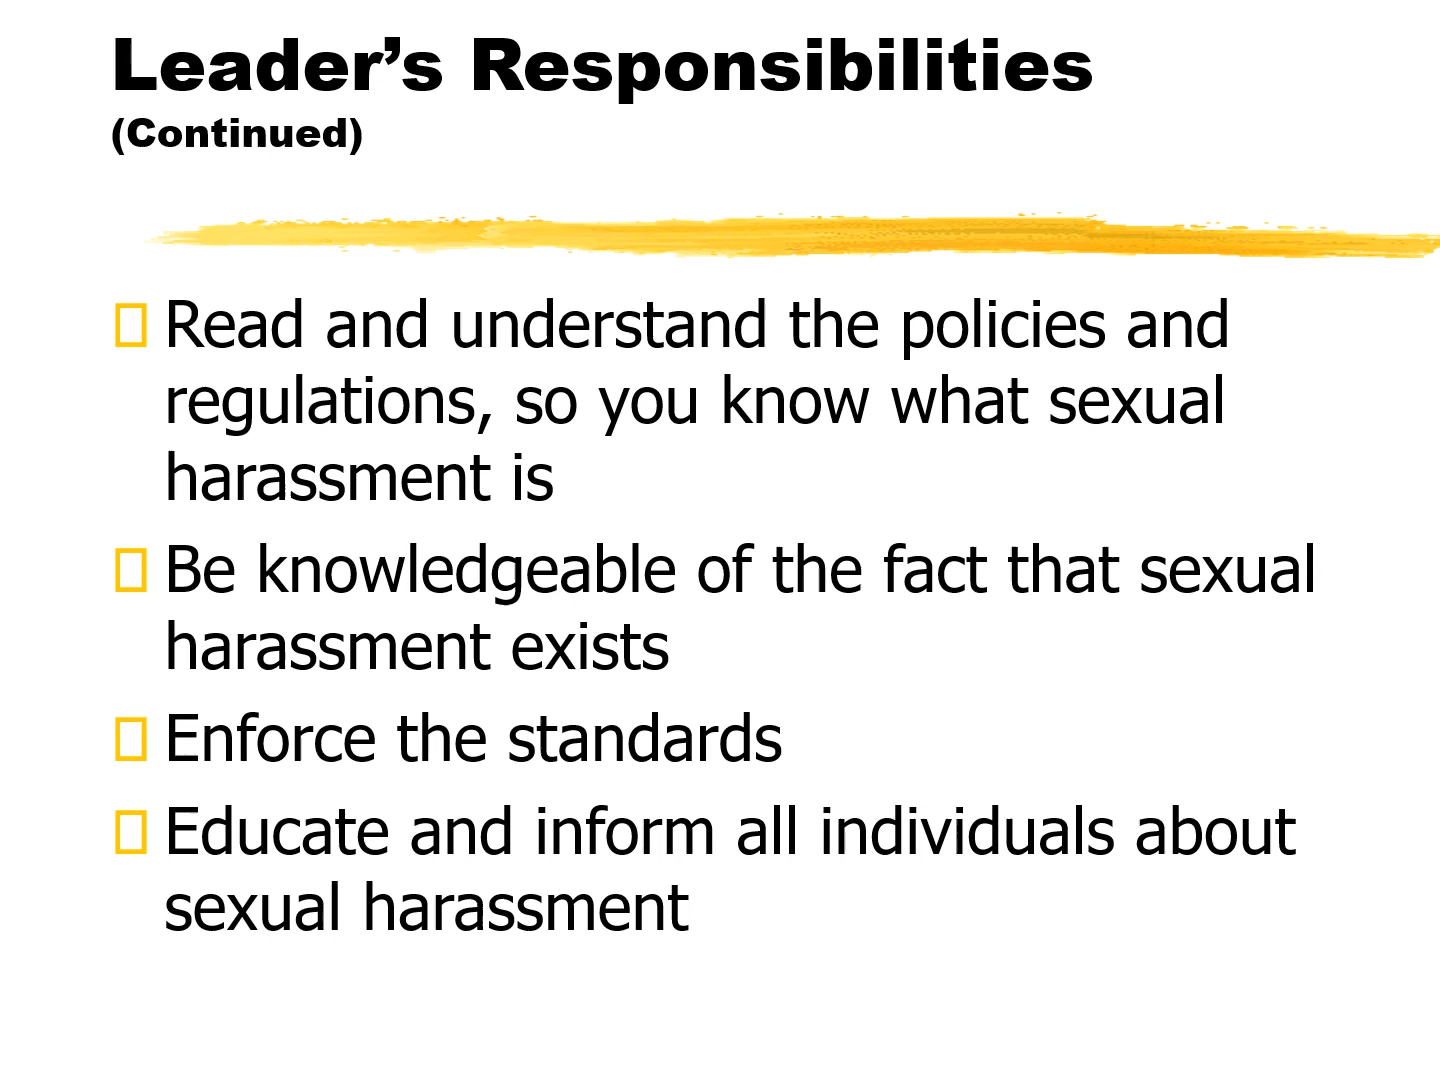 Leader’s Responsibilities
(Continued)
Read and understand the policies and
regulations, so you know what sexual
harassment is
Be knowledgeable of the fact that sexual
harassment exists
Enforce the standards
Educate and inform all individuals about
sexual harassment